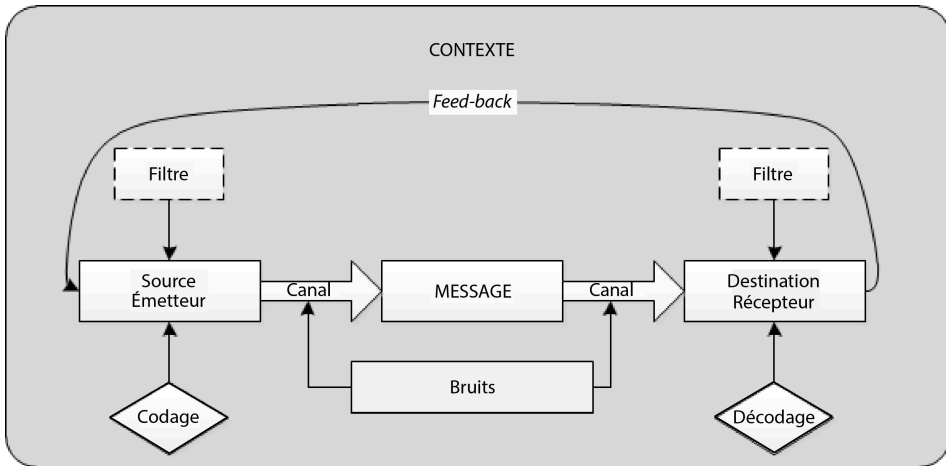 CONTEXTE
Feed-back
Filtre
Filtre
Source
Émetteur
Canal
MESSAGE
Canal
Destination
Récepteur
Bruits
Codage
Décodage